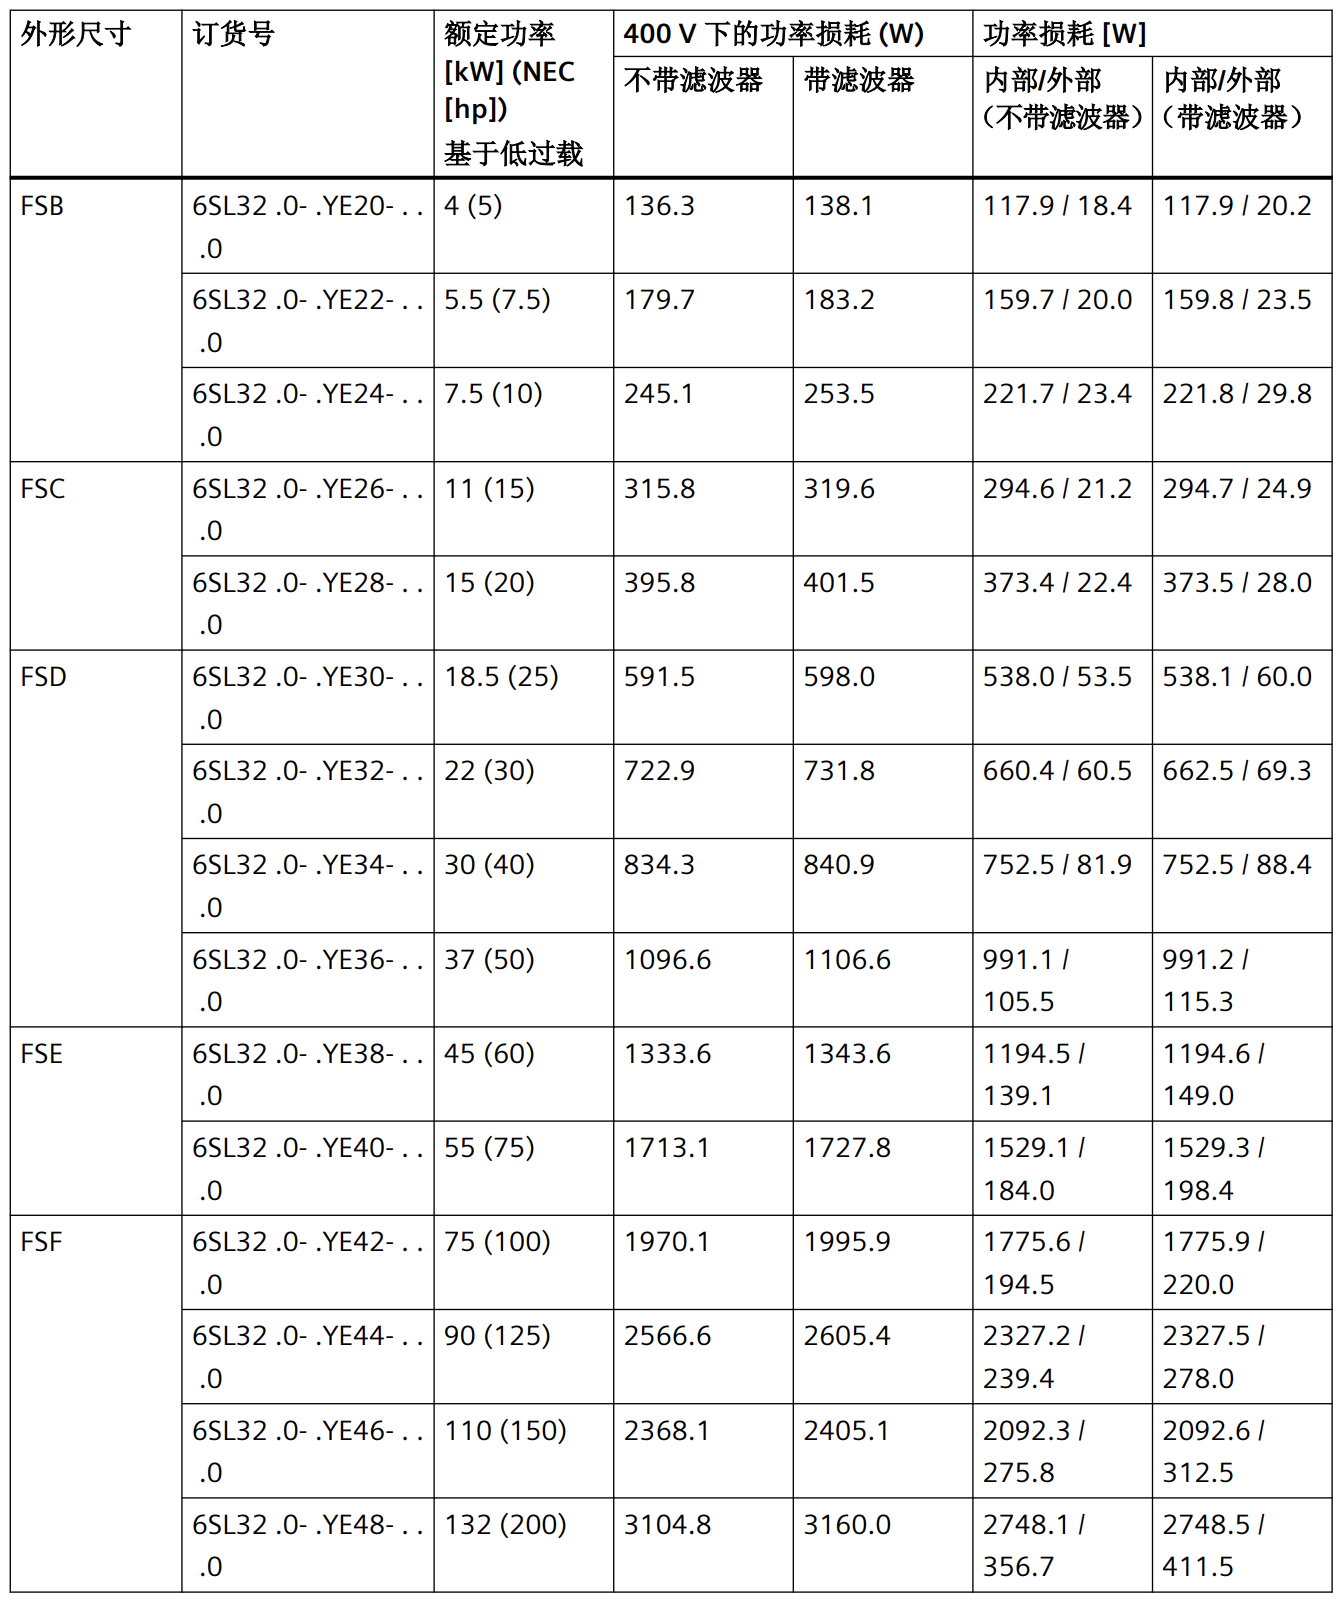 外形尺寸
订货号
额定功率
[kW] (NEC
[hp])
基于低过载
400 V 下的功率损耗 (W)
功率损耗 [W]
不带滤波器
带滤波器
内部/外部
（不带滤波器）
内部/外部
（带滤波器）
FSB
6SL32 .0- .YE20- . .
.0
4 (5)
136.3
138.1
117.9 / 18.4
117.9 / 20.2
6SL32 .0- .YE22- . .
.0
5.5 (7.5)
179.7
183.2
159.7 / 20.0
159.8 / 23.5
6SL32 .0- .YE24- . .
.0
7.5 (10)
245.1
253.5
221.7 / 23.4
221.8 / 29.8
FSC
6SL32 .0- .YE26- . .
.0
11 (15)
315.8
319.6
294.6 / 21.2
294.7 / 24.9
6SL32 .0- .YE28- . .
.0
15 (20)
395.8
401.5
373.4 / 22.4
373.5 / 28.0
FSD
6SL32 .0- .YE30- . .
.0
18.5 (25)
591.5
598.0
538.0 / 53.5
538.1 / 60.0
6SL32 .0- .YE32- . .
.0
22 (30)
722.9
731.8
660.4 / 60.5
662.5 / 69.3
6SL32 .0- .YE34- . .
.0
30 (40)
834.3
840.9
752.5 / 81.9
752.5 / 88.4
6SL32 .0- .YE36- . .
.0
37 (50)
1096.6
1106.6
991.1 /
105.5
991.2 /
115.3
FSE
6SL32 .0- .YE38- . .
.0
45 (60)
1333.6
1343.6
1194.5 /
139.1
1194.6 /
149.0
6SL32 .0- .YE40- . .
.0
55 (75)
1713.1
1727.8
1529.1 /
184.0
1529.3 /
198.4
FSF
6SL32 .0- .YE42- . .
.0
75 (100)
1970.1
1995.9
1775.6 /
194.5
1775.9 /
220.0
6SL32 .0- .YE44- . .
.0
90 (125)
2566.6
2605.4
2327.2 /
239.4
2327.5 /
278.0
6SL32 .0- .YE46- . .
.0
110 (150)
2368.1
2405.1
2092.3 /
275.8
2092.6 /
312.5
6SL32 .0- .YE48- . .
.0
132 (200)
3104.8
3160.0
2748.1 /
356.7
2748.5 /
411.5